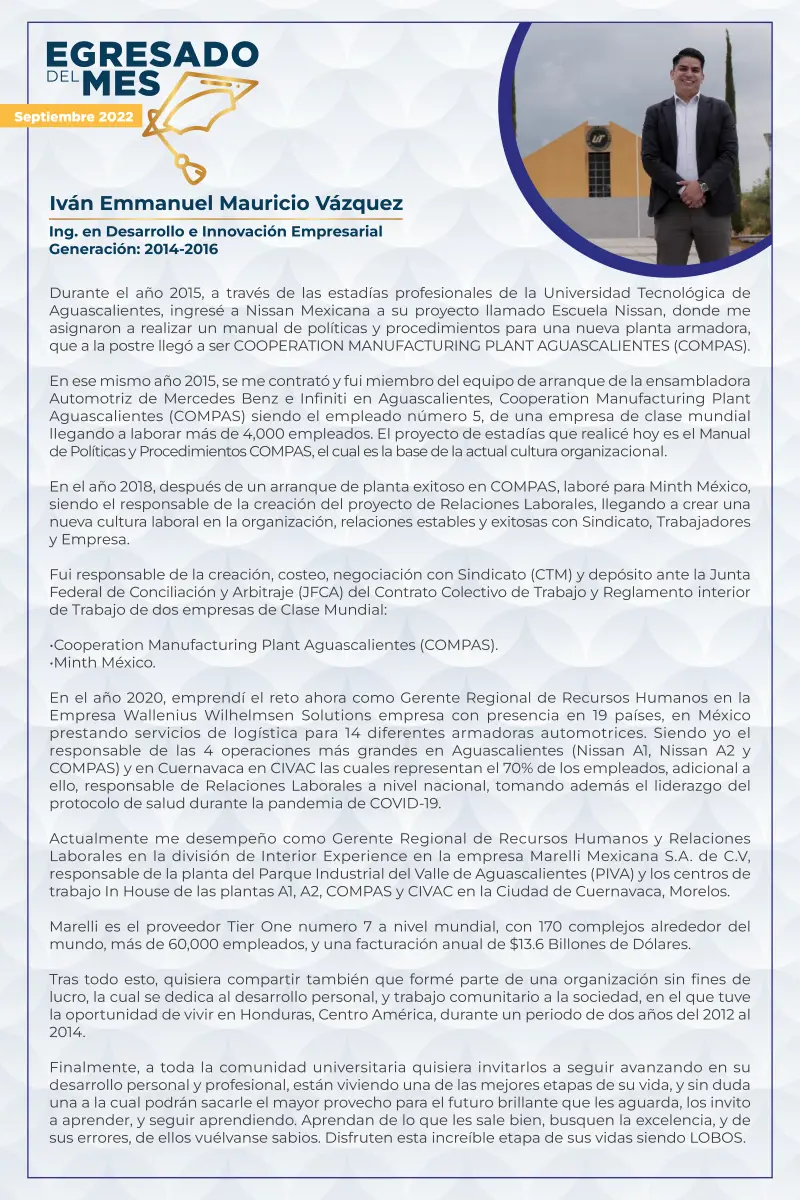 EGRESADO
DEL MES
Septiembre 2022
UT
Iván Emmanuel Mauricio Vázquez
Ing. en Desarrollo e Innovación Empresarial
Generación: 2014-2016
Durante el año 2015, a través de las estadías profesionales de la Universidad Tecnológica de
Aguascalientes, ingresé a Nissan Mexicana a su proyecto llamado Escuela Nissan, donde me
asignaron a realizar un manual de políticas y procedimientos para una nueva planta armadora,
que a la postre llegó a ser COOPERATION MANUFACTURING PLANT AGUASCALIENTES (COMPAS).
En ese mismo año 2015, se me contrató y fui miembro del equipo de arranque de la ensambladora
Automotriz de Mercedes Benz e Infiniti en Aguascalientes, Cooperation Manufacturing Plant
Aguascalientes (COMPAS) siendo el empleado número 5, de una empresa de clase mundial
llegando a laborar más de 4,000 empleados. El proyecto de estadías que realicé hoy es el Manual
de Políticas y Procedimientos COMPAS, el cual es la base de la actual cultura organizacional.
En el año 2018, después de un arranque de planta exitoso en COMPAS, laboré para Minth México,
siendo el responsable de la creación del proyecto de Relaciones Laborales, llegando a crear una
nueva cultura laboral en la organización, relaciones estables y exitosas con Sindicato, Trabajadores
y Empresa.
Fui responsable de la creación, costeo, negociación con Sindicato (CTM) y depósito ante la Junta
Federal de Conciliación y Arbitraje (JFCA) del Contrato Colectivo de Trabajo y Reglamento interior
de Trabajo de dos empresas de Clase Mundial:
•Cooperation Manufacturing Plant Aguascalientes (COMPAS).
•Minth México.
En el año 2020, emprendí el reto ahora como Gerente Regional de Recursos Humanos en la
Empresa Wallenius Wilhelmsen Solutions empresa con presencia en 19 países, en México
prestando servicios de logística para 14 diferentes armadoras automotrices. Siendo yo el
responsable de las 4 operaciones más grandes en Aguascalientes (Nissan A1, Nissan A2 y
COMPAS) y en Cuernavaca en CIVAC las cuales representan el 70% de los empleados, adicional a
ello, responsable de Relaciones Laborales a nivel nacional, tomando además el liderazgo del
protocolo de salud durante la pandemia de COVID-19.
Actualmente me desempeño como Gerente Regional de Recursos Humanos y Relaciones
Laborales en la división de Interior Experience en la empresa Marelli Mexicana S.A. de C.V,
responsable de la planta del Parque Industrial del Valle de Aguascalientes (PIVA) y los centros de
trabajo In House de las plantas A1, A2, COMPAS y CIVAC en la Ciudad de Cuernavaca, Morelos.
Marelli es el proveedor Tier One numero 7 a nivel mundial, con 170 complejos alrededor del
mundo, más de 60,000 empleados, y una facturación anual de $13.6 Billones de Dólares.
Tras todo esto, quisiera compartir también que formé parte de una organización sin fines de
lucro, la cual se dedica al desarrollo personal, y trabajo comunitario a la sociedad, en el que tuve
la oportunidad de vivir en Honduras, Centro América, durante un periodo de dos años del 2012 al
2014.
Finalmente, a toda la comunidad universitaria quisiera invitarlos a seguir avanzando en su
desarrollo personal y profesional, están viviendo una de las mejores etapas de su vida, y sin duda
una a la cual podrán sacarle el mayor provecho para el futuro brillante que les aguarda, los invito
a aprender, y seguir aprendiendo. Aprendan de lo que les sale bien, busquen la excelencia, y de
sus errores, de ellos vuélvanse sabios. Disfruten esta increíble etapa de sus vidas siendo LOBOS.